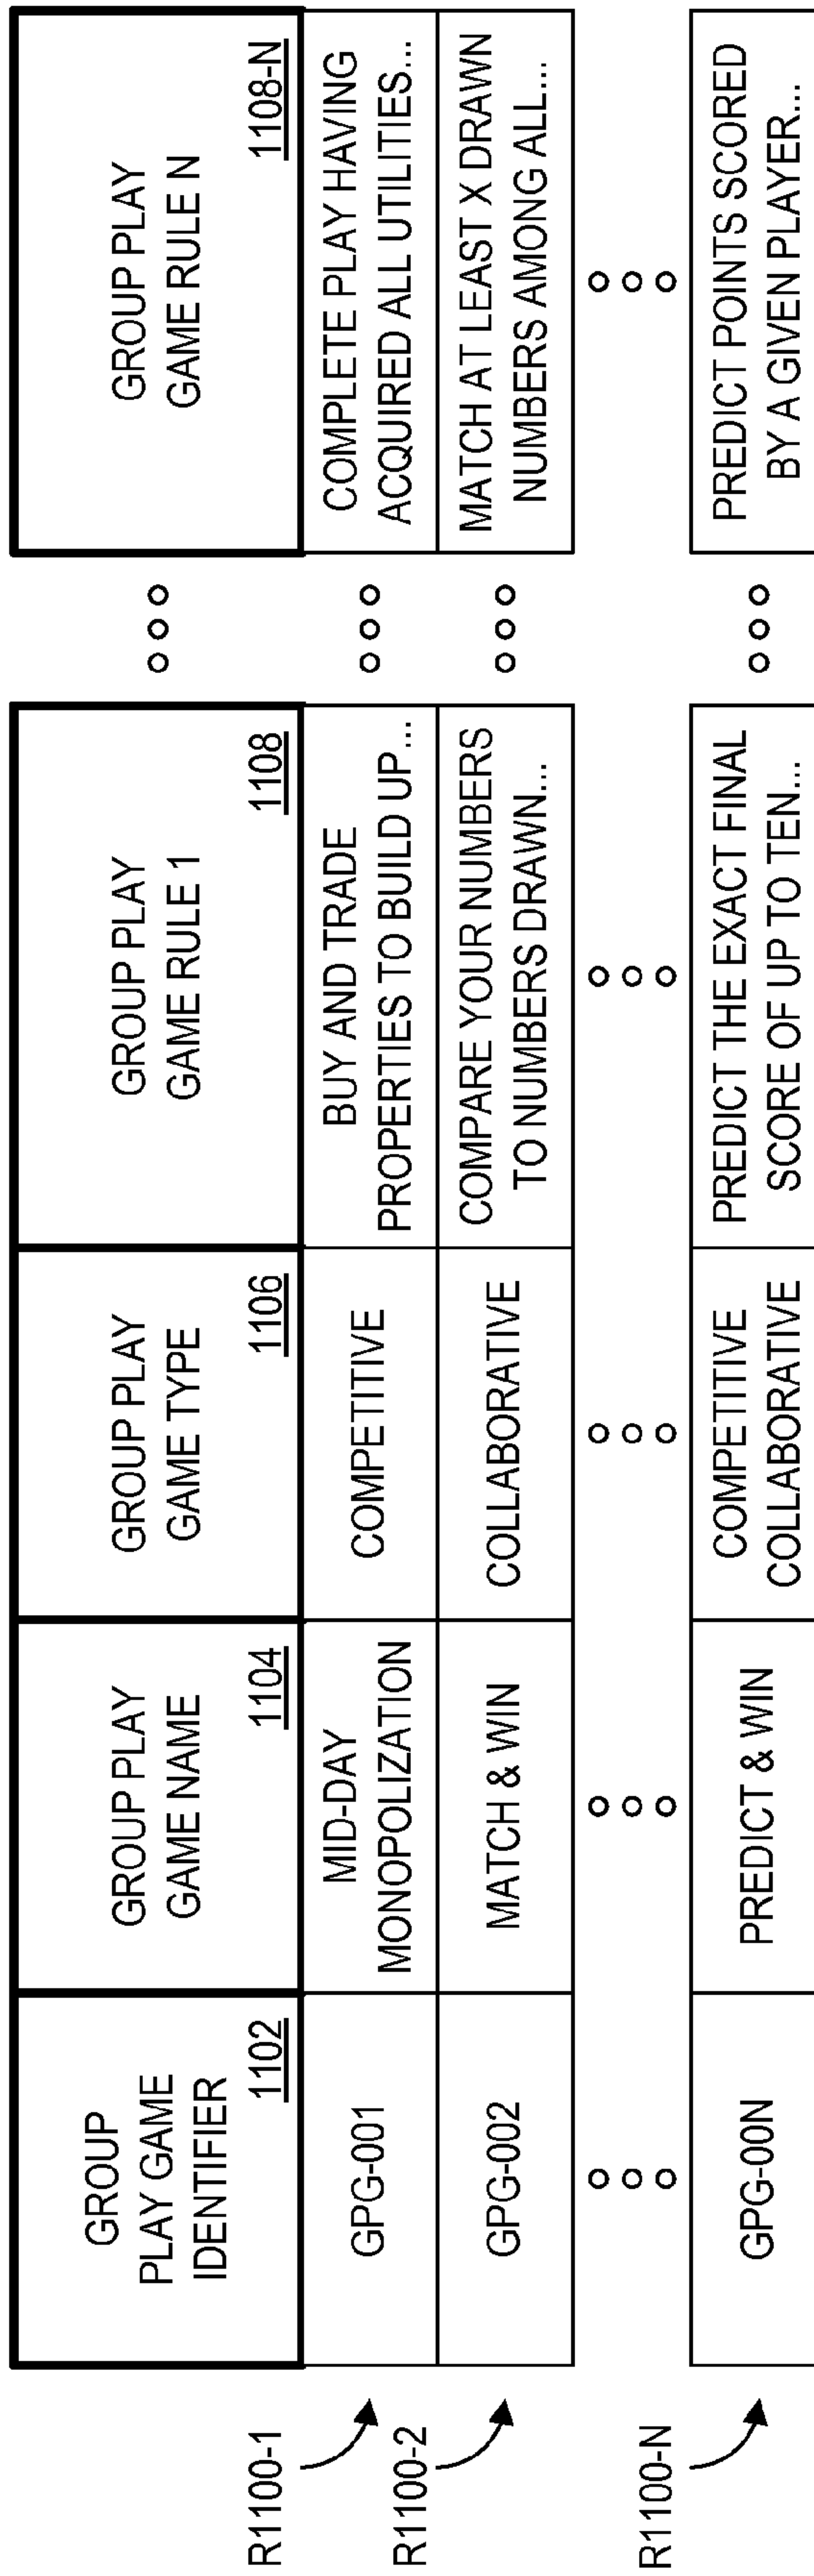 GROUP
PLAY GAME
IDENTIFIER
1102
GROUP PLAY
GAME NAME
1104
GROUP PLAY
GAME TYPE
1106
GROUP PLAY
GAME RULE 1
1108
GROUP PLAY
GAME RULE N
1108-N
R1100-1
GPG-001
MID-DAY
MONOPOLIZATION
COMPETITIVE
BUY AND TRADE
PROPERTIES TO BUILD UP...
COMPLETE PLAY HAVING
ACQUIRED ALL UTILITIES...
R1100-2
GPG-002
MATCH & WIN
COLLABORATIVE
COMPARE YOUR NUMBERS
TO NUMBERS DRAWN...
MATCH AT LEAST X DRAWN
NUMBERS AMONG ALL...
R1100-N
GPG-00N
PREDICT & WIN
COMPETITIVE
COLLABORATIVE
PREDICT THE EXACT FINAL
SCORE OF UP TO TEN...
PREDICT POINTS SCORED
BY A GIVEN PLAYER...